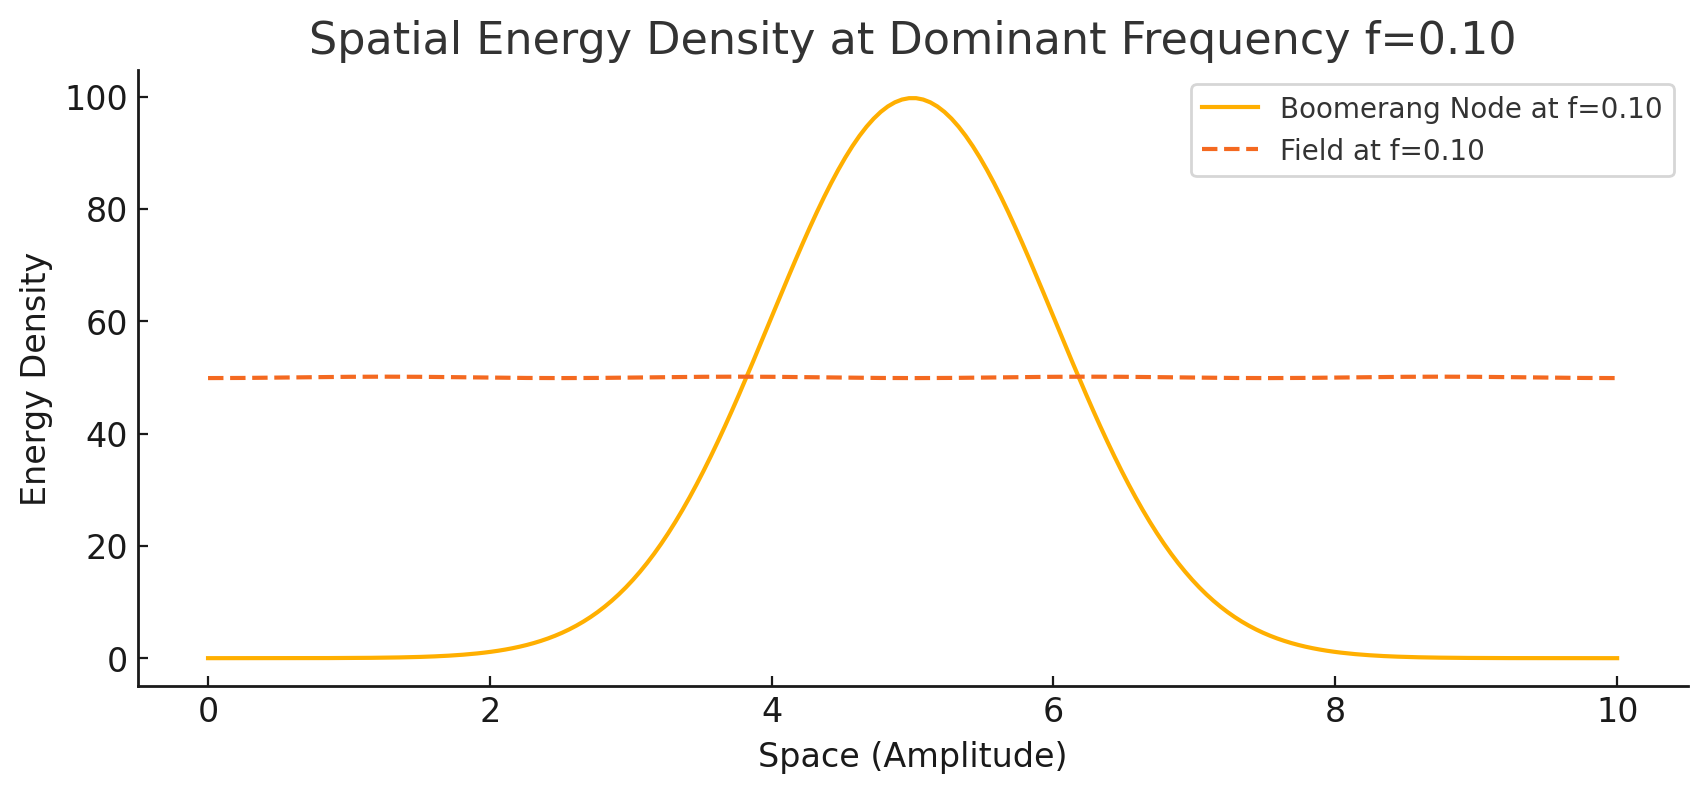 Spatial Energy Density at Dominant Frequency f=0.10
Boomerang Node at f=0.10
Field at f=0.10
Energy Density
100
80
60
40
20
0
0 2 4 6 8 10
Space (Amplitude)